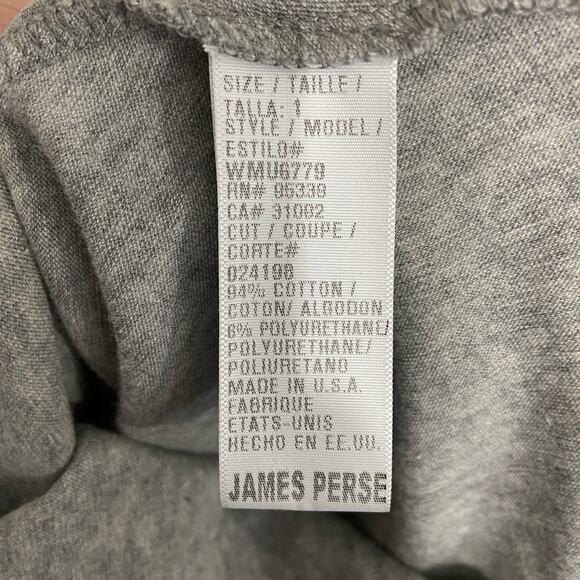 SIZE / TAILLE /
TALLA: 1
STYLE / MODEL /
ESTILO#
WMU6779
RN# 95339
CA# 31002
CUT / COUPE /
CORTE#
024198
94% COTTON /
COTON/ ALGODON
6% POLYURETHANE/
POLYURETHANE/
POLIURETANO
MADE IN U.S.A.
FABRIQUE
ETATS-UNIS
HECHO EN EE.UU.
JAMES PERSE